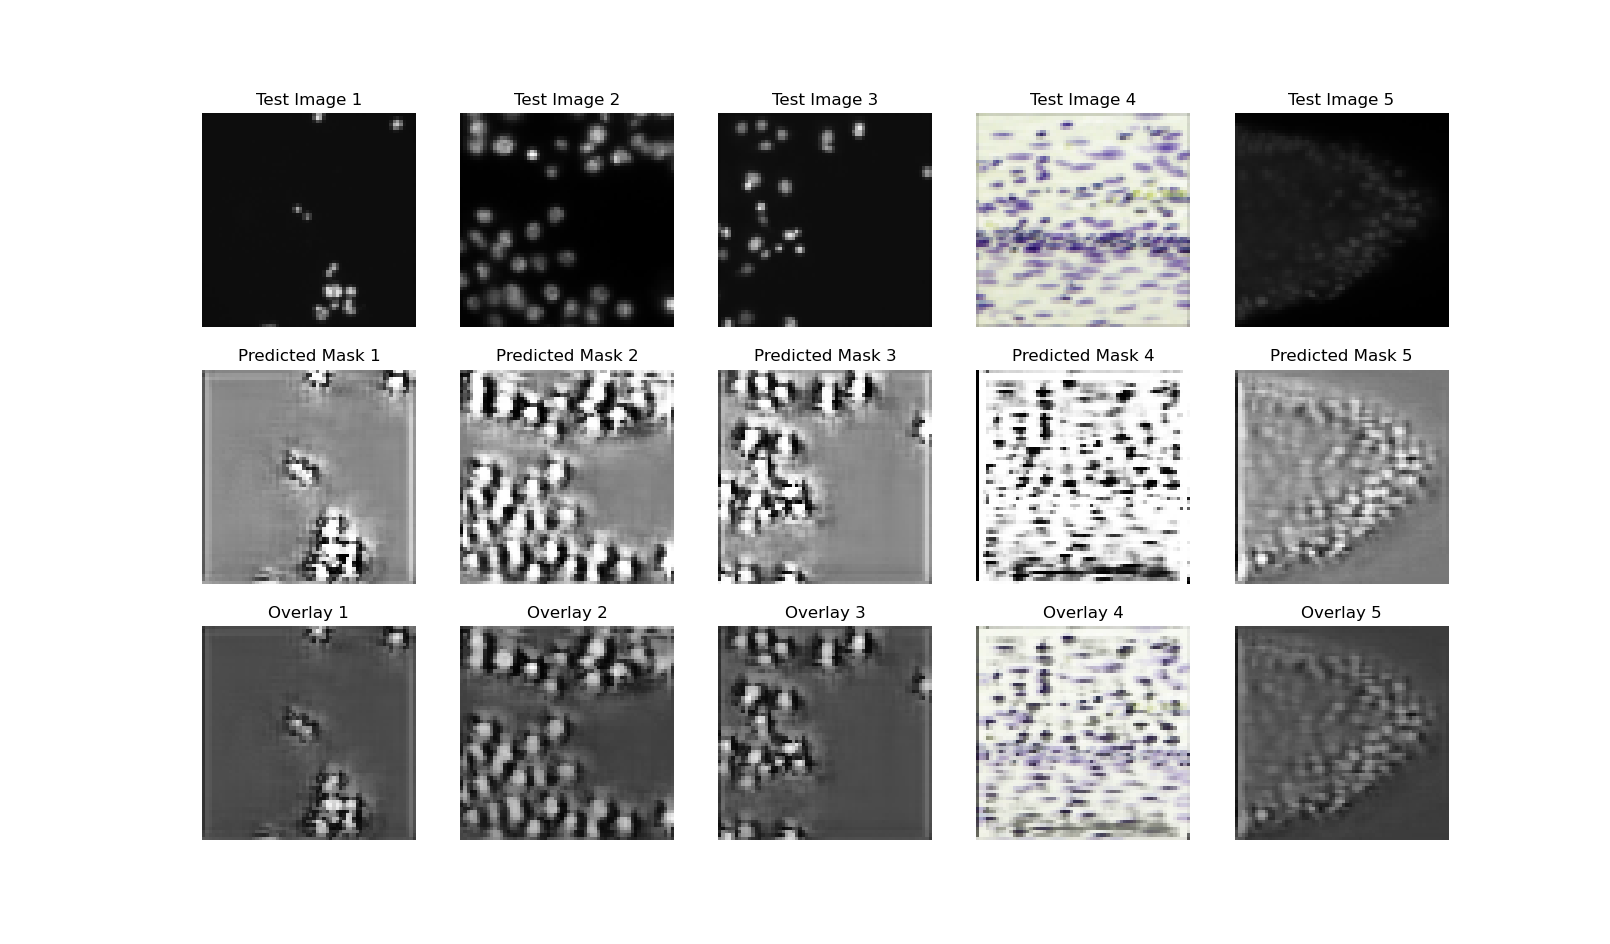 Test Image 1
Test Image 2
Test Image 3
Test Image 4
Test Image 5
Predicted Mask 1
Predicted Mask 2
Predicted Mask 3
Predicted Mask 4
Predicted Mask 5
Overlay 1
Overlay 2
Overlay 3
Overlay 4
Overlay 5